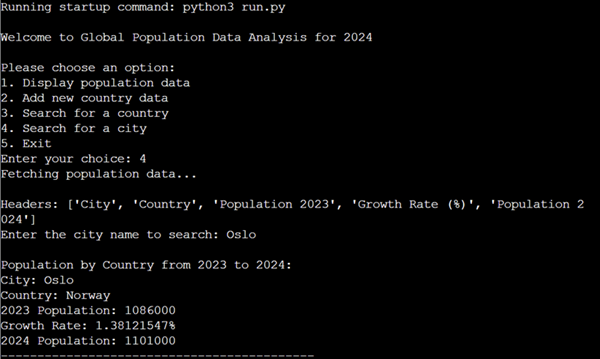 Running startup command: python3 run.py
Welcome to Global Population Data Analysis for 2024
Please choose an option:
1. Display population data
2. Add new country data
3. Search for a country
4. Search for a city
5. Exit
Enter your choice: 4
Fetching population data...
Headers: ['City', 'Country', 'Population 2023', 'Growth Rate (%)', 'Population 2
024']
Enter the city name to search: Oslo
Population by Country from 2023 to 2024:
City: Oslo
Country: Norway
2023 Population: 1086000
Growth Rate: 1.38121547%
2024 Population: 1101000
-------------------------------------------